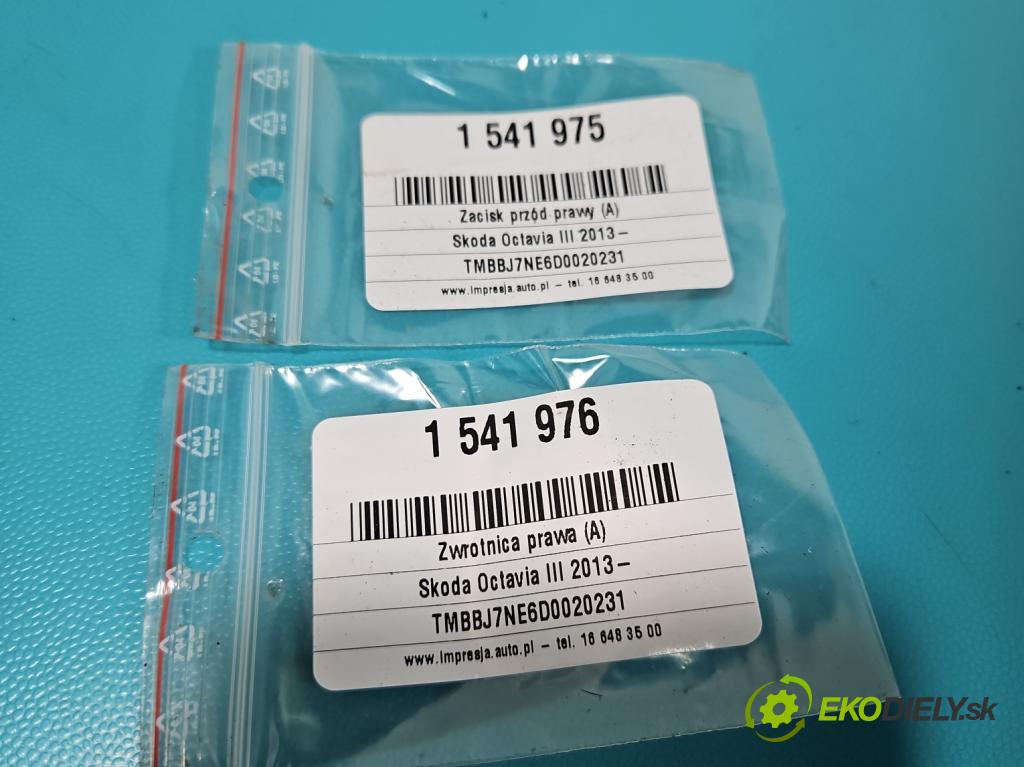 1 541 975
Zacisk przód prawy (A)
Skoda Octavia III 2013–
TMBBJ7NE6D0020231
www.impresja.auto.pl – tel. 16 648 35 00
1 541 976
Zwrotnica prawa (A)
Skoda Octavia III 2013–
TMBBJ7NE6D0020231
www.impresja.auto.pl – tel. 16 648 35 00
EKODIELY.sk